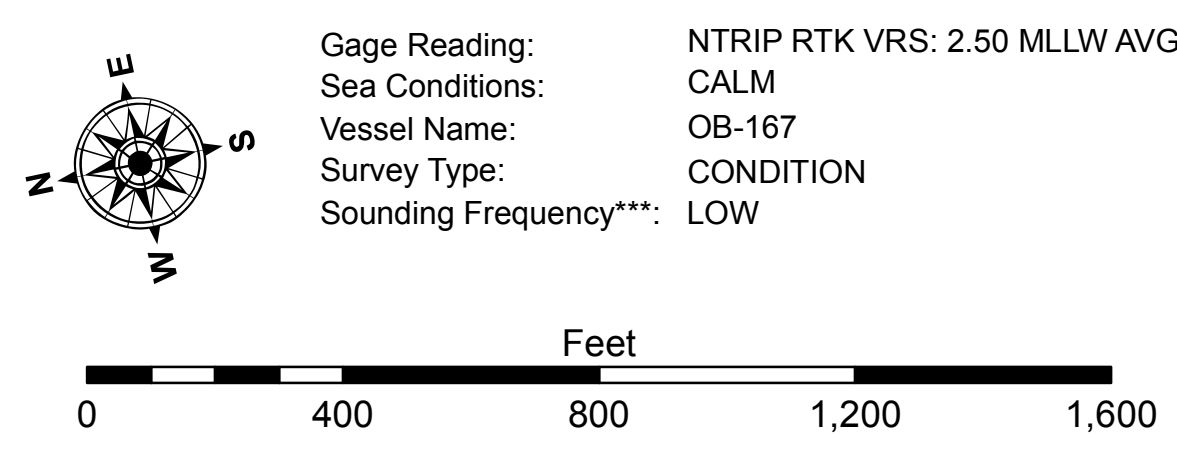 N
E
S
W
Gage Reading: NTRIP RTK VRS: 2.50 MLLW AVG
Sea Conditions: CALM
Vessel Name: OB-167
Survey Type: CONDITION
Sounding Frequency***: LOW
Feet
0 400 800 1,200 1,600